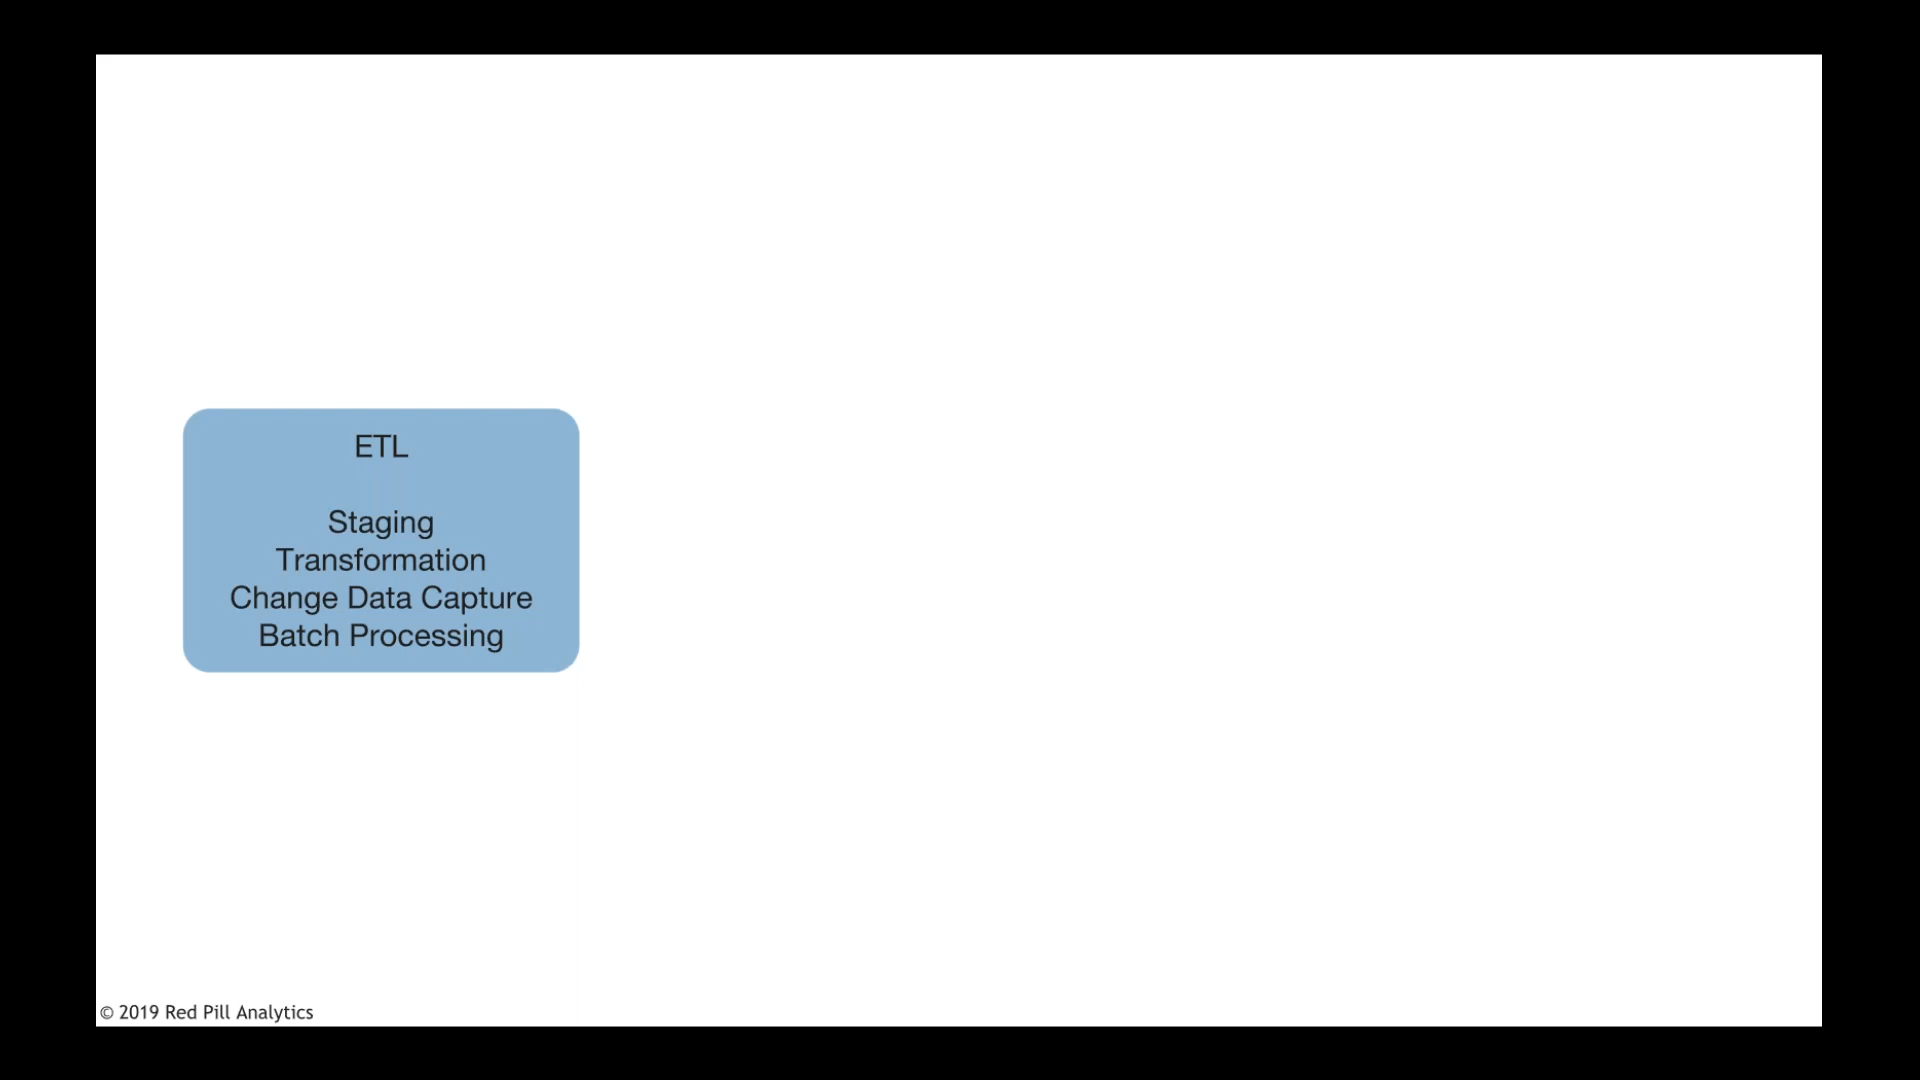 ETL
Staging
Transformation
Change Data Capture
Batch Processing
© 2019 Red Pill Analytics